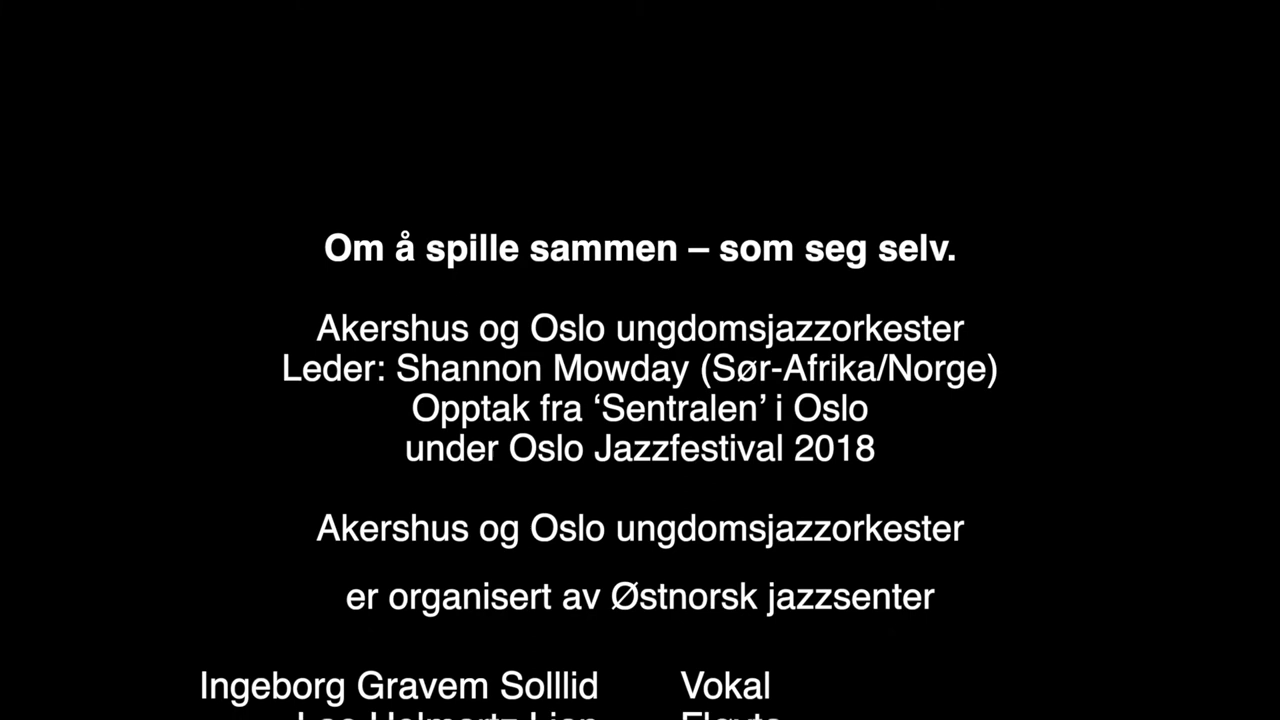 Om å spille sammen – som seg selv.
Akershus og Oslo ungdomsjazzorkester
Leder: Shannon Mowday (Sør-Afrika/Norge)
Opptak fra ‘Sentralen’ i Oslo
under Oslo Jazzfestival 2018
Akershus og Oslo ungdomsjazzorkester
er organisert av Østnorsk jazzsenter
Ingeborg Gravem Solllid Vokal